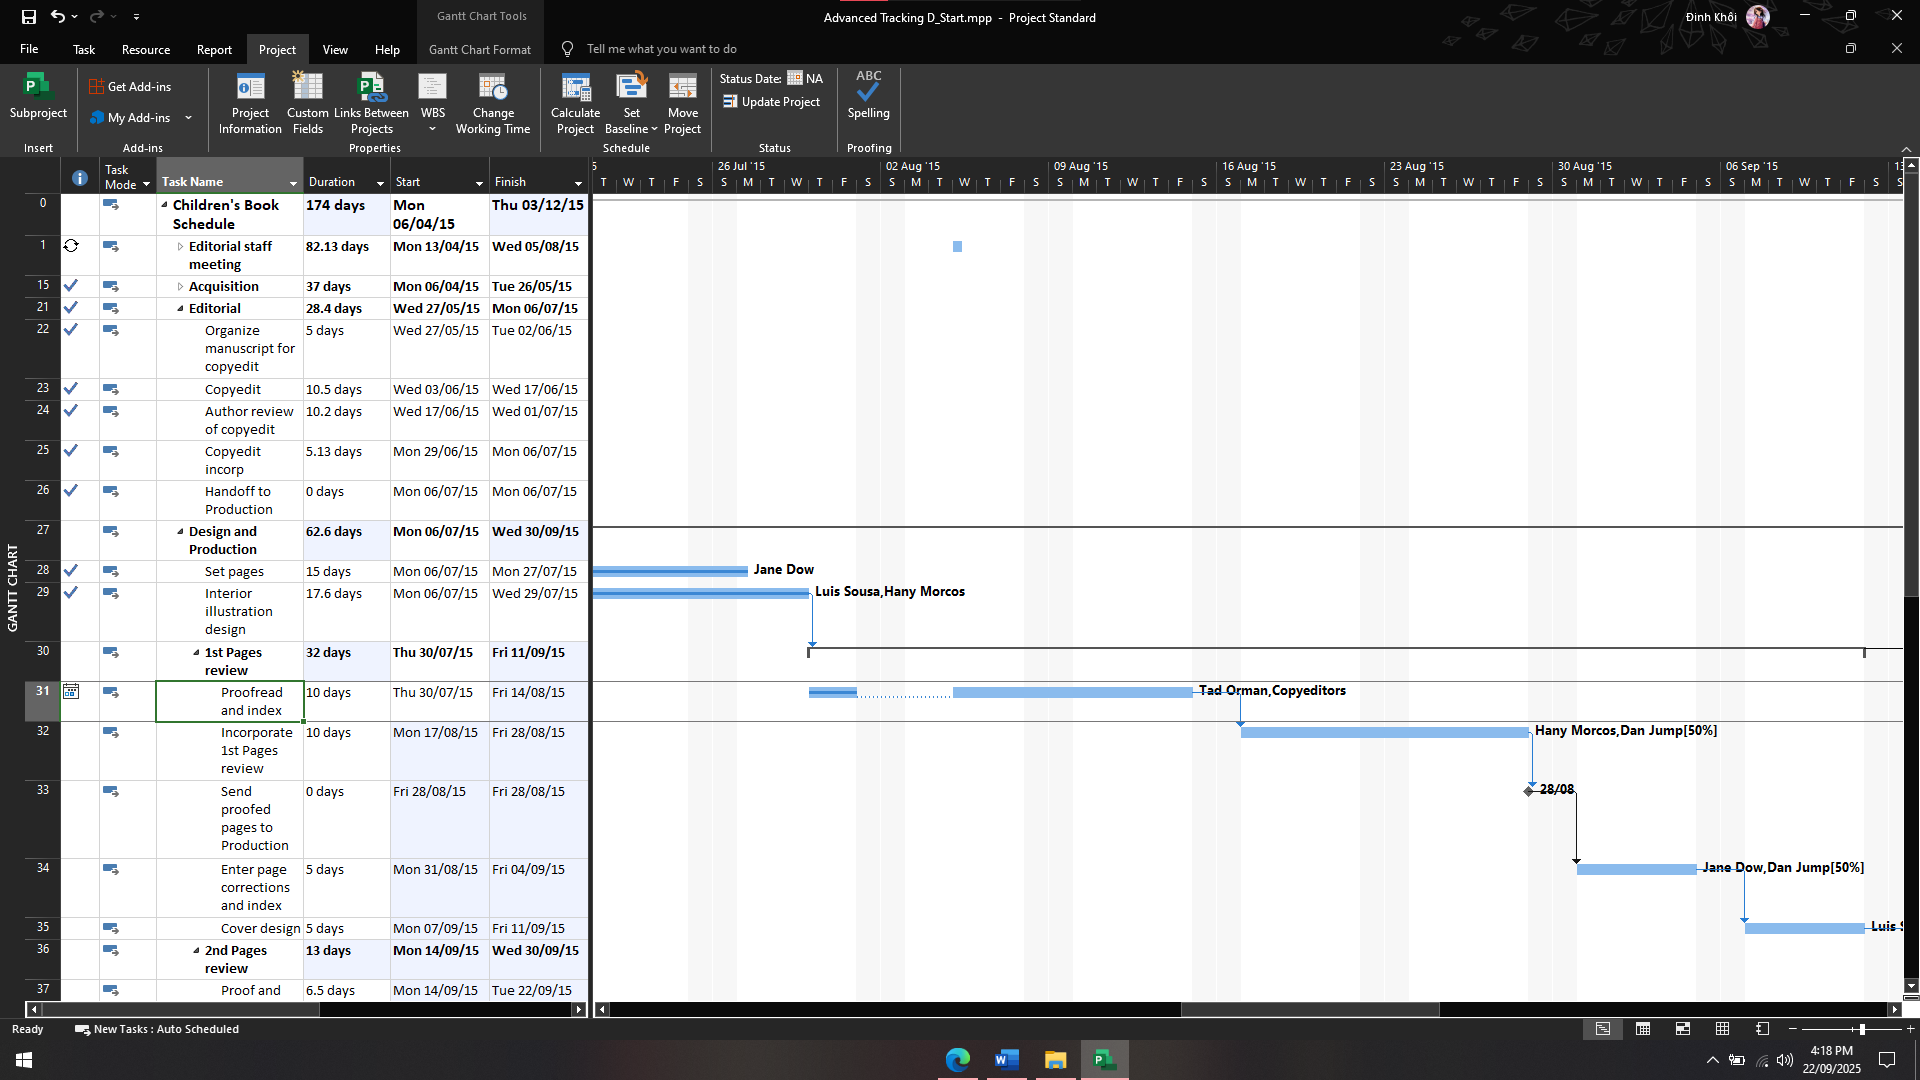 Gantt Chart Tools
Advanced Tracking D_Start.mpp - Project Standard
Đinh Khôi
File Task Resource Report Project View Help Gantt Chart Format Tell me what you want to do
Subproject
Insert
Get Add-ins
My Add-ins
Add-ins
Project Information
Custom Fields
Links Between Projects
WBS
Change Working Time
Properties
Calculate Project
Set Baseline
Move Project
Schedule
Status Date: NA
Update Project
Status
ABC
Spelling
Proofing
Task Mode Task Name Duration Start Finish
5 26 Jul '15 02 Aug '15 09 Aug '15 16 Aug '15 23 Aug '15 30 Aug '15 06 Sep '15 13
T W T F S S M T W T F S S M T W T F S S M T W T F S S M T W T F S S M T W T F S S M T W T F S S M T W T F S S
0 Children's Book Schedule 174 days Mon 06/04/15 Thu 03/12/15
1 Editorial staff meeting 82.13 days Mon 13/04/15 Wed 05/08/15
15 Acquisition 37 days Mon 06/04/15 Tue 26/05/15
21 Editorial 28.4 days Wed 27/05/15 Mon 06/07/15
22 Organize manuscript for copyedit 5 days Wed 27/05/15 Tue 02/06/15
23 Copyedit 10.5 days Wed 03/06/15 Wed 17/06/15
24 Author review of copyedit 10.2 days Wed 17/06/15 Wed 01/07/15
25 Copyedit incorp 5.13 days Mon 29/06/15 Mon 06/07/15
26 Handoff to Production 0 days Mon 06/07/15 Mon 06/07/15
27 Design and Production 62.6 days Mon 06/07/15 Wed 30/09/15
28 Set pages 15 days Mon 06/07/15 Mon 27/07/15 Jane Dow
29 Interior illustration design 17.6 days Mon 06/07/15 Wed 29/07/15 Luis Sousa,Hany Morcos
30 1st Pages review 32 days Thu 30/07/15 Fri 11/09/15
31 Proofread and index 10 days Thu 30/07/15 Fri 14/08/15 Tad Orman,Copyeditors
32 Incorporate 1st Pages review 10 days Mon 17/08/15 Fri 28/08/15 Hany Morcos,Dan Jump[50%]
33 Send proofed pages to Production 0 days Fri 28/08/15 Fri 28/08/15 28/08
34 Enter page corrections and index 5 days Mon 31/08/15 Fri 04/09/15 Jane Dow,Dan Jump[50%]
35 Cover design 5 days Mon 07/09/15 Fri 11/09/15 Luis S
36 2nd Pages review 13 days Mon 14/09/15 Wed 30/09/15
37 Proof and 6.5 days Mon 14/09/15 Tue 22/09/15
GANTT CHART
Ready New Tasks : Auto Scheduled
4:18 PM
22/09/2025